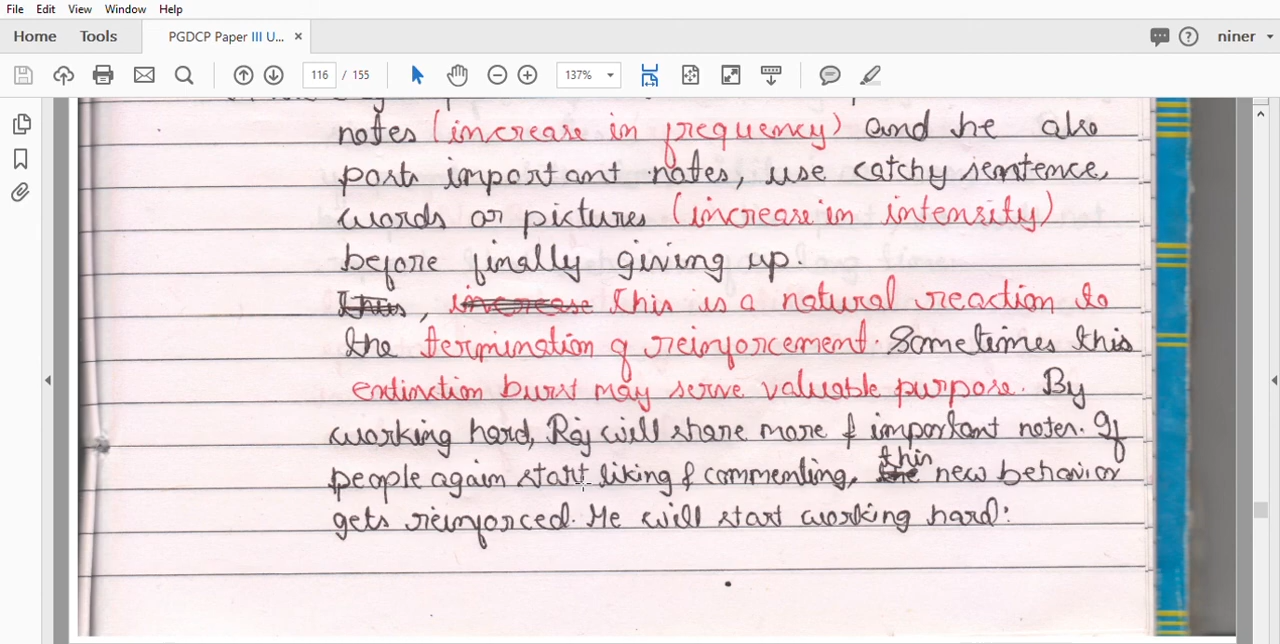 File Edit View Window Help
Home Tools PGDCP Paper III U... × niner
116 / 155 137%
notes (increase in frequency) and he also
posts important notes, use catchy sentence,
words or pictures (increase in intensity)
before finally giving up.
This, increase this is a natural reaction to
the termination of reinforcement. Sometimes this
extinction burst may serve valuable purpose. By
working hard, Raj will share more & important notes. If
this
people again start liking & commenting, the new behavior
gets reinforced. He will start working hard.